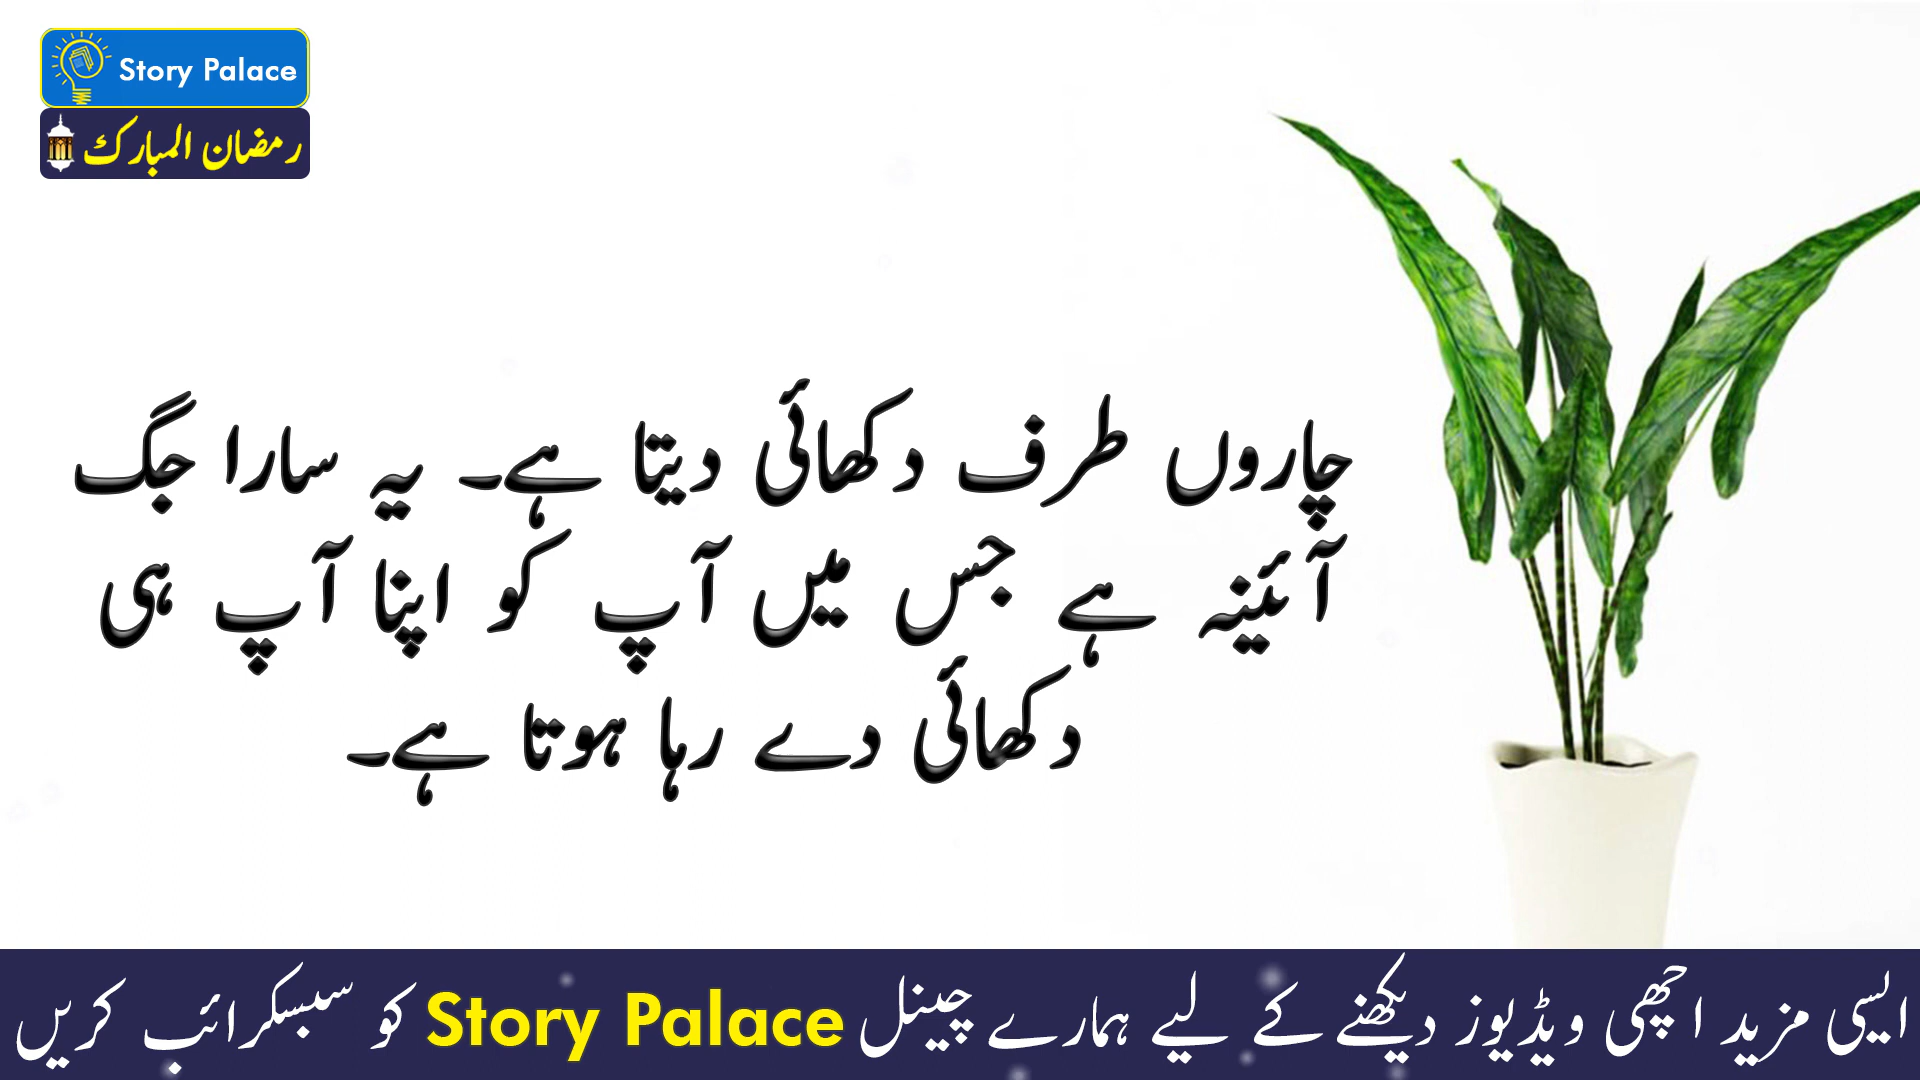 Story Palace
رمضان المبارک
چاروں طرف دکھائی دیتا ہے۔ یہ سارا جگ
آئینہ ہے جس میں آپ کو اپنا آپ ہی
دکھائی دے رہا ہوتا ہے۔
ایسی مزید اچھی ویڈیوز دیکھنے کے لیے ہمارے چینل Story Palace کو سبسکرائب کریں